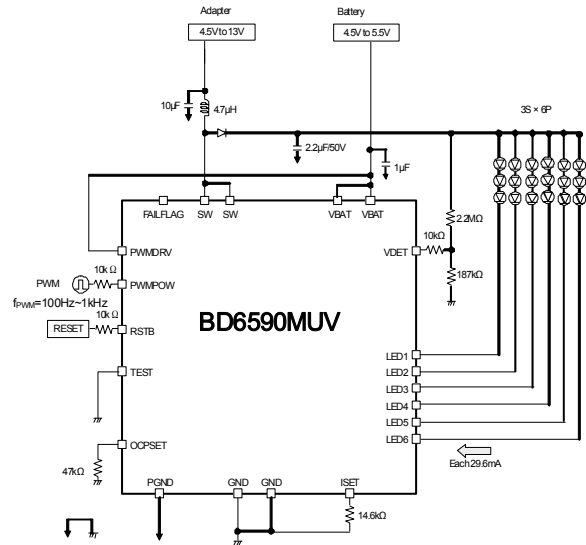 Adapter
Battery
4.5V to 13V
4.5V to 5.5V
10µF
4.7µH
3S × 6P
2.2µF/50V
1µF
FAILFLAG
SW
SW
VBAT
VBAT
2.2MΩ
PWMDRV
VDET
10kΩ
10kΩ
PWM
PWMPOW
187kΩ
fPWM=100Hz~1kHz
10kΩ
RESET
RSTB
BD6590MUV
LED1
TEST
LED2
LED3
LED4
LED5
OCPSET
LED6
Each 29.6mA
47kΩ
PGND
GND
GND
ISET
14.6kΩ